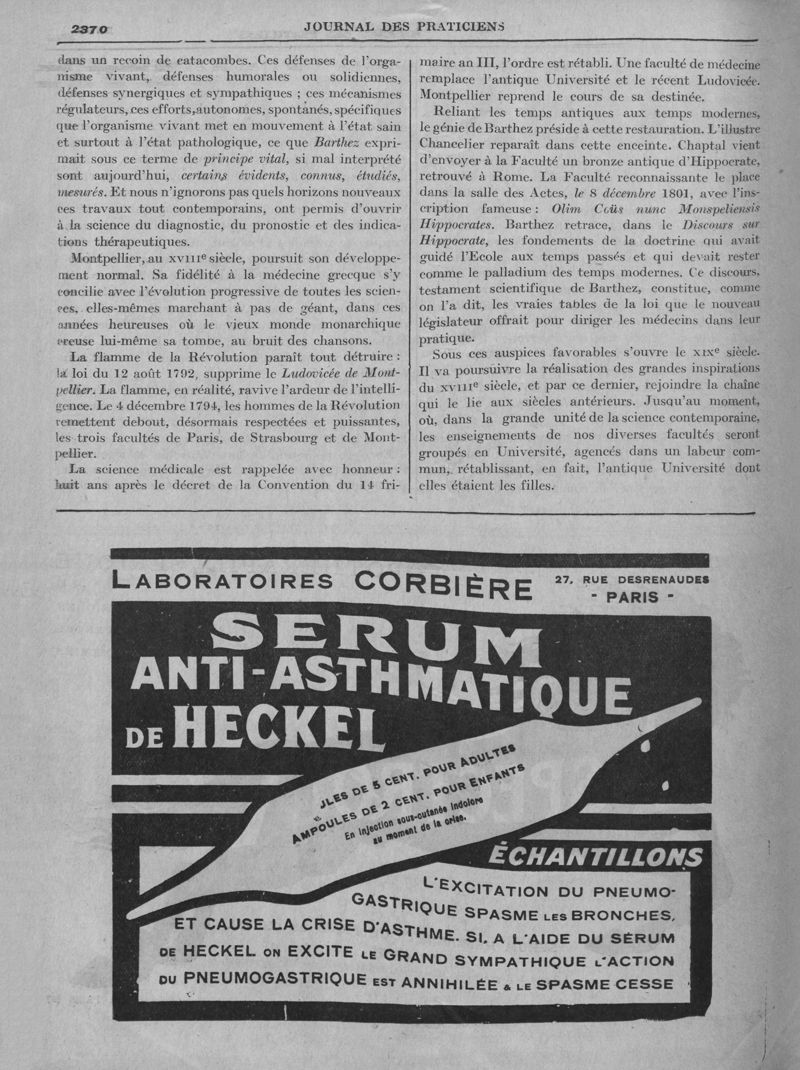 2370
JOURNAL DES PRATICIENS
dans un recoin de catacombes. Ces défenses de l'orga-
nisme vivant, défenses humorales ou solidiennes,
défenses synergiques et sympathiques ; ces mécanismes
régulateurs, ces efforts, autonomes, spontanés, spécifiques
que l'organisme vivant met en mouvement à l'état sain
et surtout à l'état pathologique, ce que Barthez expri-
mait sous ce terme de principe vital, si mal interprété
sont aujourd'hui, certains évidents, connus, étudiés,
mesurés. Et nous n'ignorons pas quels horizons nouveaux
ces travaux tout contemporains, ont permis d'ouvrir
à la science du diagnostic, du pronostic et des indica-
tions thérapeutiques.
Montpellier, au XVIIIe siècle, poursuit son développe-
ment normal. Sa fidélité à la médecine grecque s'y
concilie avec l'évolution progressive de toutes les scien-
ces, elles-mêmes marchant à pas de géant, dans ces
années heureuses où le vieux monde monarchique
creuse lui-même sa tombe, au bruit des chansons.
La flamme de la Révolution paraît tout détruire :
la loi du 12 août 1792, supprime le Ludovicée de Mont-
pellier. La flamme, en réalité, ravive l'ardeur de l'intelli-
gence. Le 4 décembre 1794, les hommes de la Révolution
remettent debout, désormais respectées et puissantes,
les trois facultés de Paris, de Strasbourg et de Mont-
pellier.
La science médicale est rappelée avec honneur :
huit ans après le décret de la Convention du 14 fri-
maire an III, l'ordre est rétabli. Une faculté de médecine
remplace l'antique Université et le récent Ludovicée.
Montpellier reprend le cours de sa destinée.
Reliant les temps antiques aux temps modernes,
le génie de Barthez préside à cette restauration. L'illustre
Chancelier reparaît dans cette enceinte. Chaptal vient
d'envoyer à la Faculté un bronze antique d'Hippocrate,
retrouvé à Rome. La Faculté reconnaissante le place
dans la salle des Actes, le 8 décembre 1801, avec l'ins-
cription fameuse : Olim Coüs nunc Monspeliensis
Hippocrates. Barthez retrace, dans le Discours sur
Hippocrate, les fondements de la doctrine qui avait
guidé l'Ecole aux temps passés et qui devait rester
comme le palladium des temps modernes. Ce discours,
testament scientifique de Barthez, constitue, comme
on l'a dit, les vraies tables de la loi que le nouveau
législateur offrait pour diriger les médecins dans leur
pratique.
Sous ces auspices favorables s'ouvre le XIXe siècle.
Il va poursuivre la réalisation des grandes inspirations
du XVIIIe siècle, et par ce dernier, rejoindre la chaîne
qui le lie aux siècles antérieurs. Jusqu'au moment,
où, dans la grande unité de la science contemporaine,
les enseignements de nos diverses facultés seront
groupés en Université, agencés dans un labeur com-
mun, rétablissant, en fait, l'antique Université dont
elles étaient les filles.
LABORATOIRES CORBIÈRE
27, RUE DESRENAUDES
- PARIS -
SERUM
ANTI-ASTHMATIQUE
DE HECKEL
ULES DE 5 CENT. POUR ADULTES
AMPOULES DE 2 CENT. POUR ENFANTS
En injection sous-cutanée indolore
au moment de la crise.
ÉCHANTILLONS
L'EXCITATION DU PNEUMO-
GASTRIQUE SPASME LES BRONCHES,
ET CAUSE LA CRISE D'ASTHME. SI, A L'AIDE DU SÉRUM
DE HECKEL ON EXCITE LE GRAND SYMPATHIQUE L'ACTION
DU PNEUMOGASTRIQUE EST ANNIHILÉE & LE SPASME CESSE